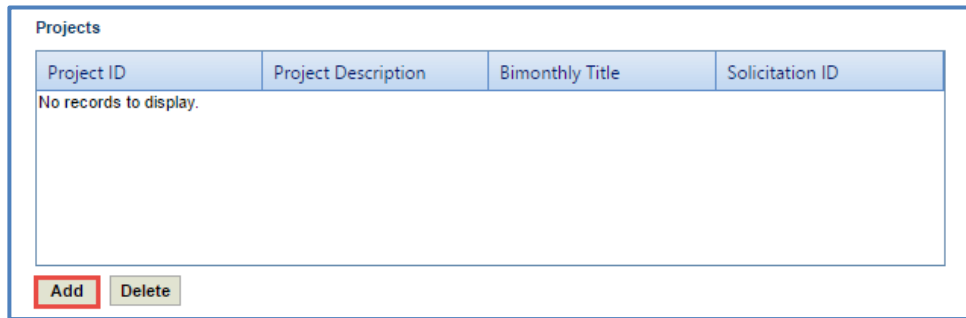 Projects
Project ID Project Description Bimonthly Title Solicitation ID
No records to display.
Add Delete